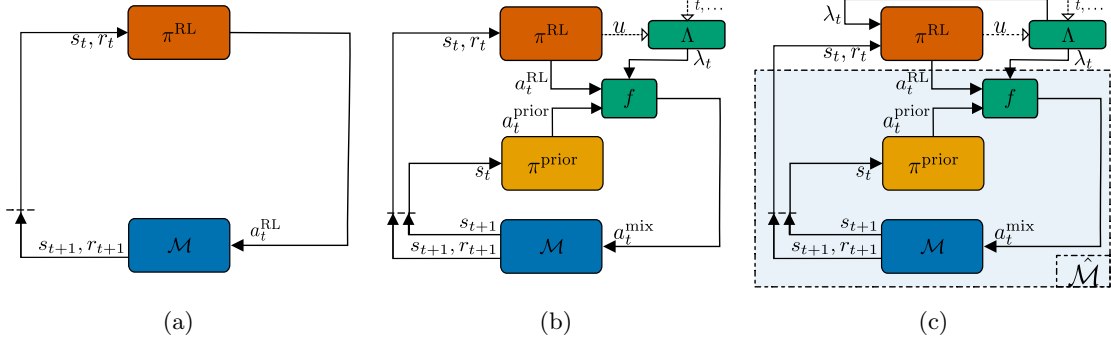 π^RL
s_t, r_t
a_t^RL
s_{t+1}, r_{t+1}
ℳ
(a)
t, …
π^RL
u
Λ
s_t, r_t
λ_t
a_t^RL
f
a_t^prior
π^prior
s_t
s_{t+1}
a_t^mix
s_{t+1}, r_{t+1}
ℳ
(b)
t, …
λ_t
π^RL
u
Λ
s_t, r_t
λ_t
a_t^RL
f
a_t^prior
π^prior
s_t
s_{t+1}
a_t^mix
s_{t+1}, r_{t+1}
ℳ
ℳ̂
(c)